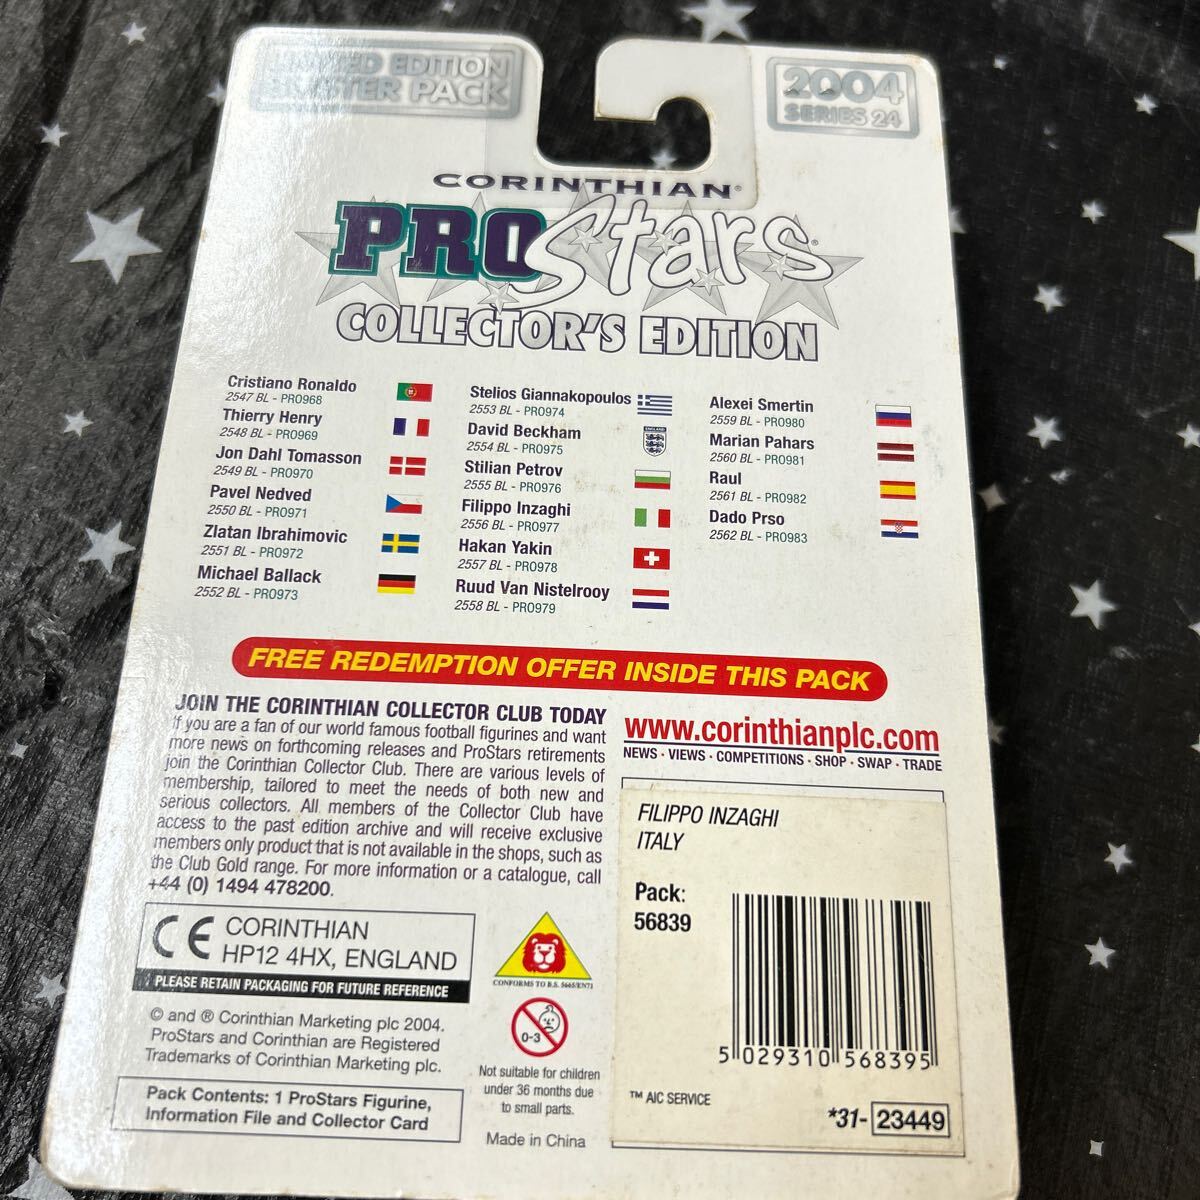 LIMITED EDITION
BLISTER PACK
2004
SERIES 24
CORINTHIAN®
PRO Stars®
COLLECTOR'S EDITION
Cristiano Ronaldo
2547 BL - PRO968
Thierry Henry
2548 BL - PRO969
Jon Dahl Tomasson
2549 BL - PRO970
Pavel Nedved
2550 BL - PRO971
Zlatan Ibrahimovic
2551 BL - PRO972
Michael Ballack
2552 BL - PRO973
Stelios Giannakopoulos
2553 BL - PRO974
David Beckham
2554 BL - PRO975
Stilian Petrov
2555 BL - PRO976
Filippo Inzaghi
2556 BL - PRO977
Hakan Yakin
2557 BL - PRO978
Ruud Van Nistelrooy
2558 BL - PRO979
ENGLAND
Alexei Smertin
2559 BL - PRO980
Marian Pahars
2560 BL - PRO981
Raul
2561 BL - PRO982
Dado Prso
2562 BL - PRO983
FREE REDEMPTION OFFER INSIDE THIS PACK
JOIN THE CORINTHIAN COLLECTOR CLUB TODAY
If you are a fan of our world famous football figurines and want
more news on forthcoming releases and ProStars retirements
join the Corinthian Collector Club. There are various levels of
membership, tailored to meet the needs of both new and
serious collectors. All members of the Collector Club have
access to the past edition archive and will receive exclusive
members only product that is not available in the shops, such as
the Club Gold range. For more information or a catalogue, call
+44 (0) 1494 478200.
www.corinthianplc.com
NEWS · VIEWS · COMPETITIONS · SHOP · SWAP · TRADE
FILIPPO INZAGHI
ITALY
Pack:
56839
5 029310 568395
™ AIC SERVICE
*31- 23449
CE CORINTHIAN
HP12 4HX, ENGLAND
PLEASE RETAIN PACKAGING FOR FUTURE REFERENCE
© and ® Corinthian Marketing plc 2004.
ProStars and Corinthian are Registered
Trademarks of Corinthian Marketing plc.
Pack Contents: 1 ProStars Figurine,
Information File and Collector Card
CONFORMS TO B.S. 5665/EN71
0-3
Not suitable for children
under 36 months due
to small parts.
Made in China